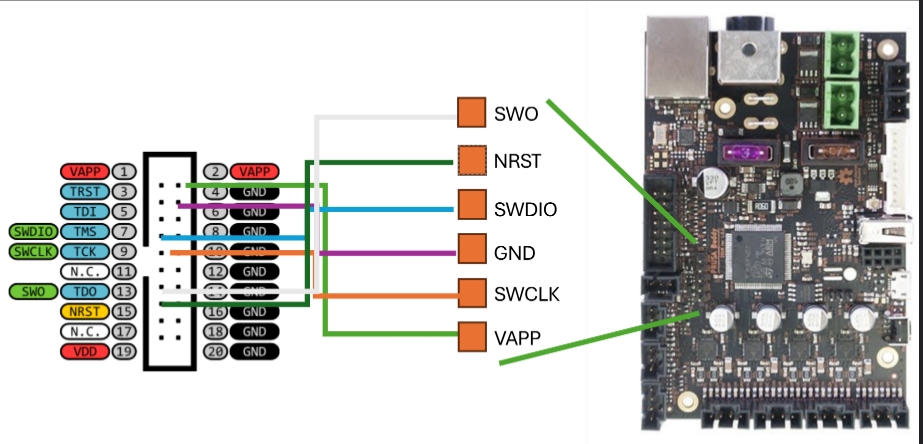 SWO
NRST
SWDIO
GND
SWCLK
VAPP
VAPP 1 2 VAPP
TRST 3 4 GND
TDI 5 6 GND
SWDIO TMS 7 8 GND
SWCLK TCK 9 10 GND
N.C. 11 12 GND
SWO TDO 13 14 GND
NRST 15 16 GND
N.C. 17 18 GND
VDD 19 20 GND